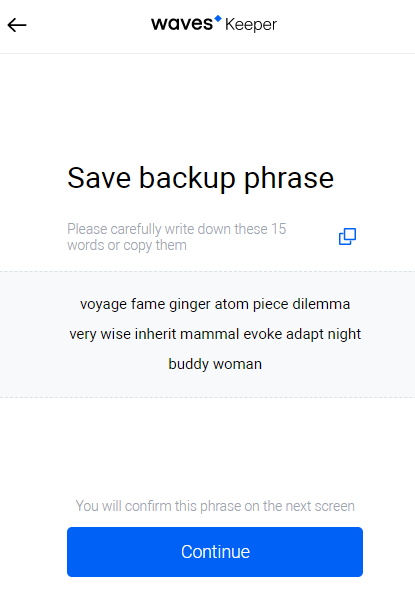 waves Keeper
Save backup phrase
Please carefully write down these 15
words or copy them
voyage fame ginger atom piece dilemma
very wise inherit mammal evoke adapt night
buddy woman
You will confirm this phrase on the next screen
Continue